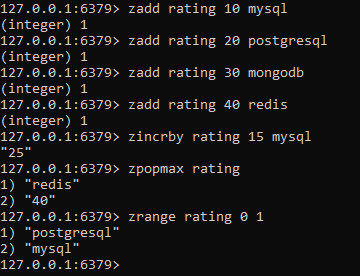 127.0.0.1:6379> zadd rating 10 mysql
(integer) 1
127.0.0.1:6379> zadd rating 20 postgresql
(integer) 1
127.0.0.1:6379> zadd rating 30 mongodb
(integer) 1
127.0.0.1:6379> zadd rating 40 redis
(integer) 1
127.0.0.1:6379> zincrby rating 15 mysql
"25"
127.0.0.1:6379> zpopmax rating
1) "redis"
2) "40"
127.0.0.1:6379> zrange rating 0 1
1) "postgresql"
2) "mysql"
127.0.0.1:6379>